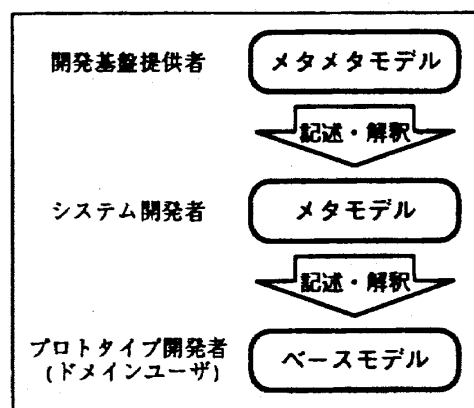 開発基盤提供者 メタメタモデル
記述・解釈
システム開発者 メタモデル
記述・解釈
プロトタイプ開発者
(ドメインユーザ) ベースモデル